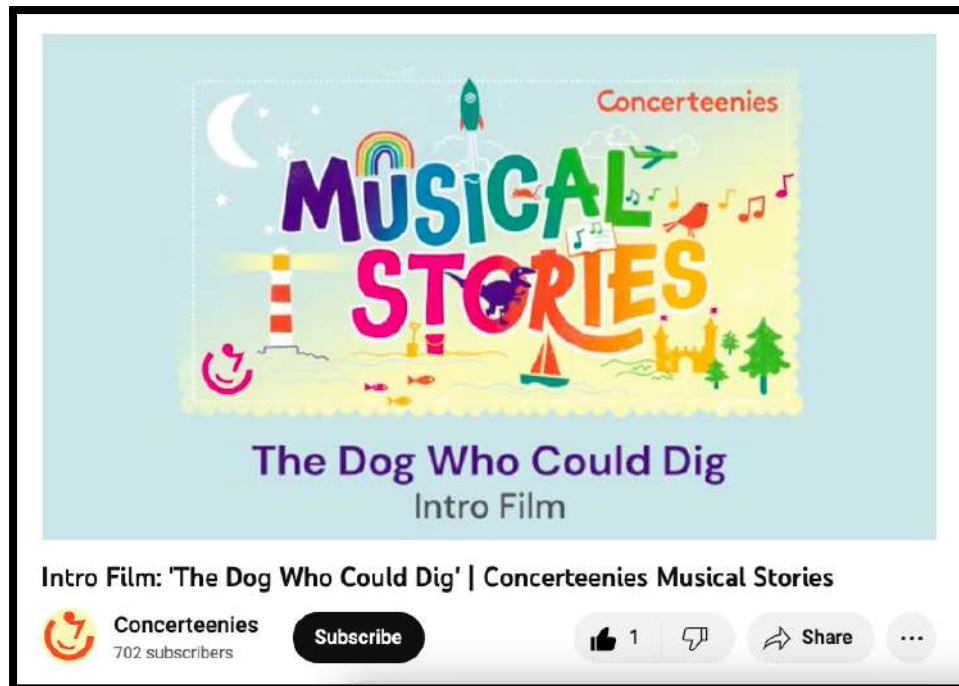 Concerteenies
MUSICAL
STORIES
The Dog Who Could Dig
Intro Film
Intro Film: 'The Dog Who Could Dig' | Concerteenies Musical Stories
Concerteenies
702 subscribers
Subscribe
1
Share